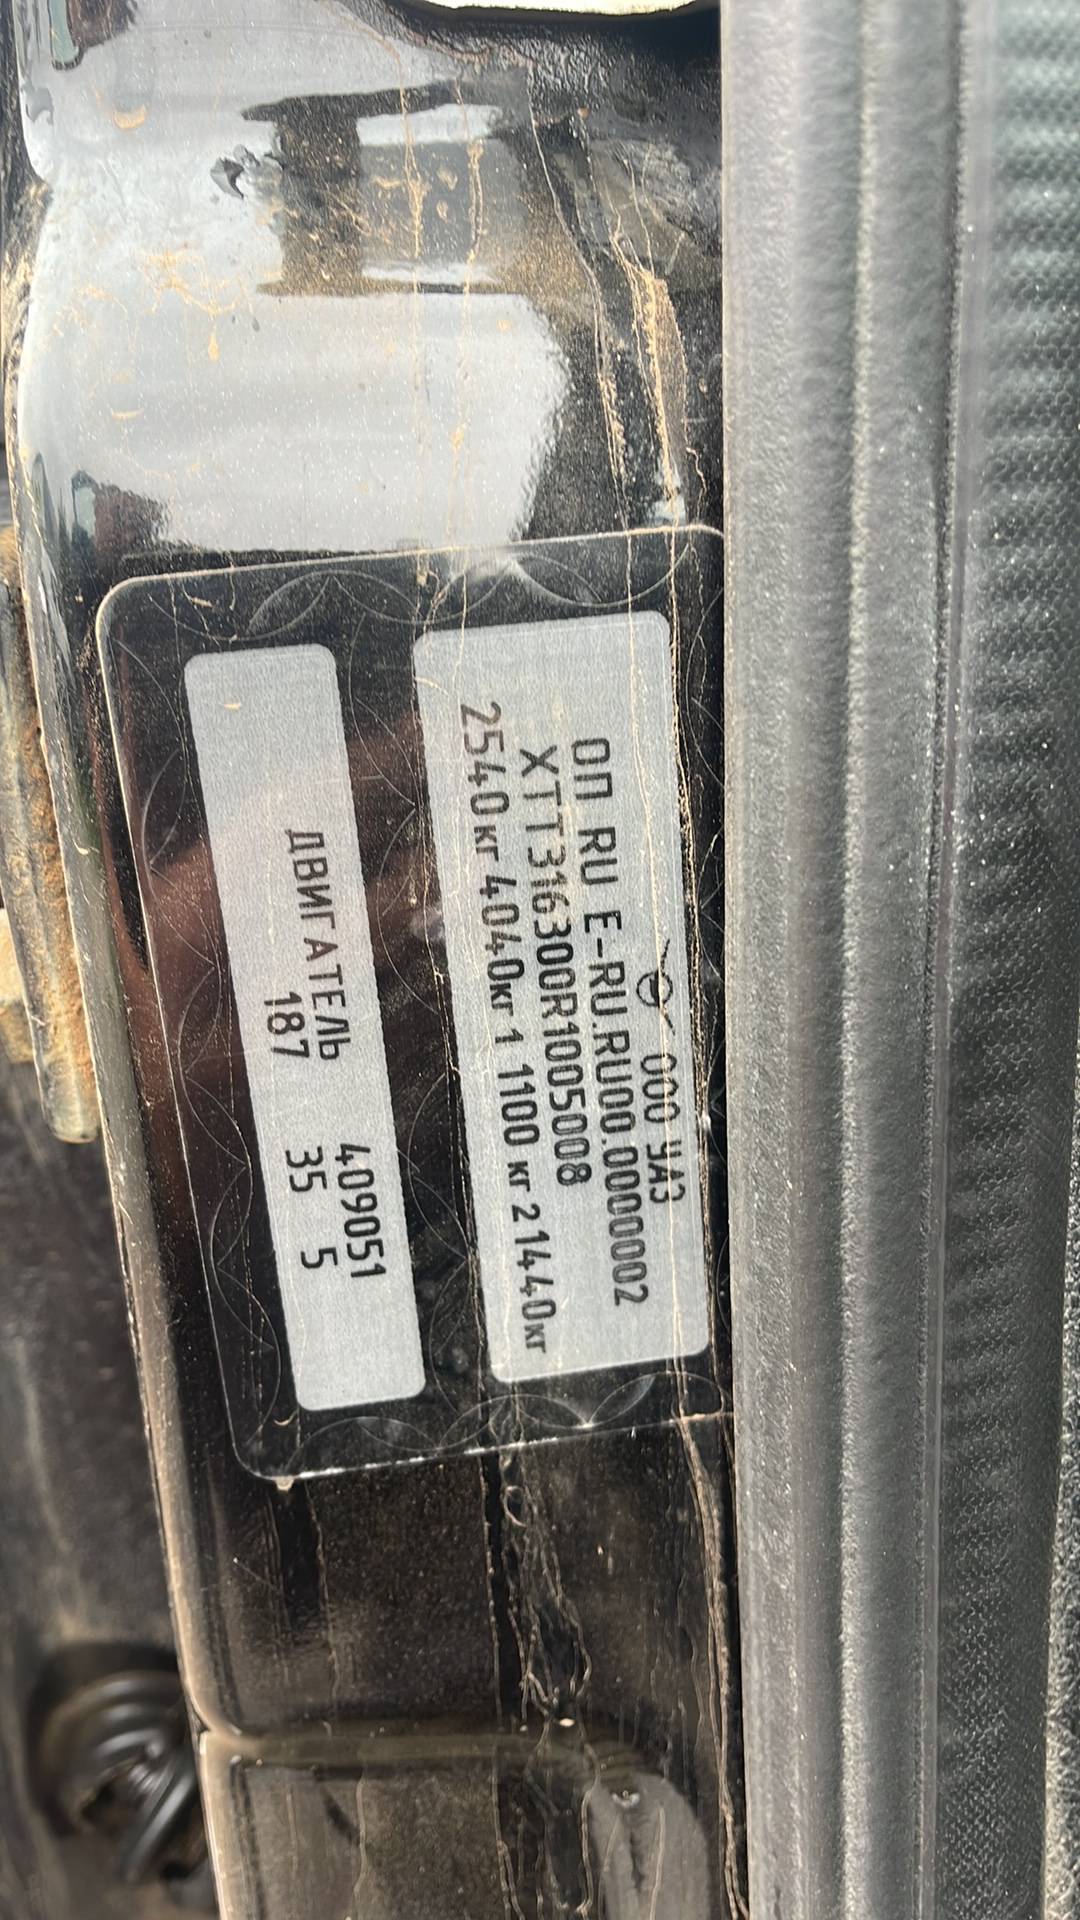 ООО УАЗ
ОП RU E-RU.RU00.0000002
XTT316300R1005008
2540кг 4040кг 1 1100 кг 2 1440кг
ДВИГАТЕЛЬ 409051
187 35 5